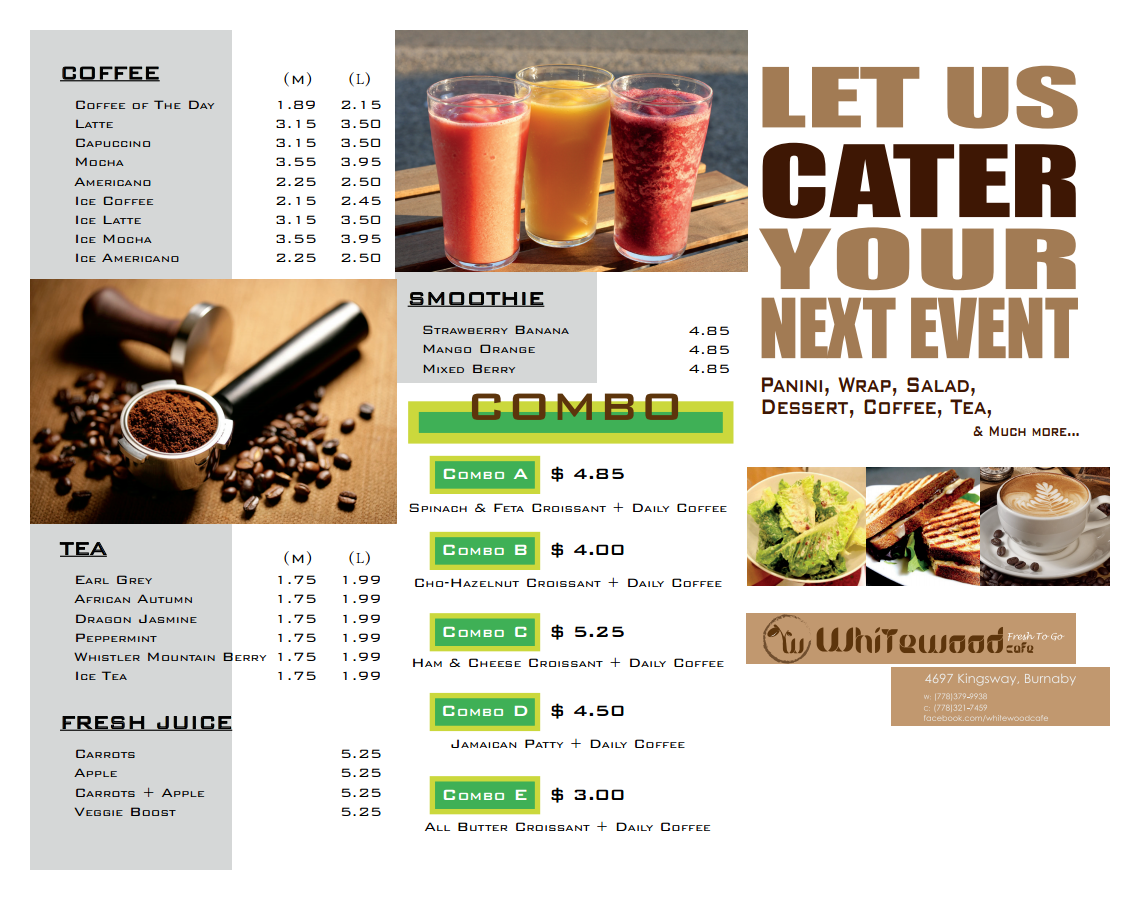 COFFEE (M) (L)
Coffee of The Day 1.89 2.15
Latte 3.15 3.50
Capuccino 3.15 3.50
Mocha 3.55 3.95
Americano 2.25 2.50
Ice Coffee 2.15 2.45
Ice Latte 3.15 3.50
Ice Mocha 3.55 3.95
Ice Americano 2.25 2.50
TEA (M) (L)
Earl Grey 1.75 1.99
African Autumn 1.75 1.99
Dragon Jasmine 1.75 1.99
Peppermint 1.75 1.99
Whistler Mountain Berry 1.75 1.99
Ice Tea 1.75 1.99
FRESH JUICE
Carrots 5.25
Apple 5.25
Carrots + Apple 5.25
Veggie Boost 5.25
SMOOTHIE
Strawberry Banana 4.85
Mango Orange 4.85
Mixed Berry 4.85
COMBO
Combo A $ 4.85
Spinach & Feta Croissant + Daily Coffee
Combo B $ 4.00
Cho-Hazelnut Croissant + Daily Coffee
Combo C $ 5.25
Ham & Cheese Croissant + Daily Coffee
Combo D $ 4.50
Jamaican Patty + Daily Coffee
Combo E $ 3.00
All Butter Croissant + Daily Coffee
LET US
CATER
YOUR
NEXT EVENT
Panini, Wrap, Salad,
Dessert, Coffee, Tea,
& Much more...
Whitewood cafe Fresh To Go
4697 Kingsway, Burnaby
w: (778)379-9938
c: (778)321-7459
facebook.com/whitewoodcafe